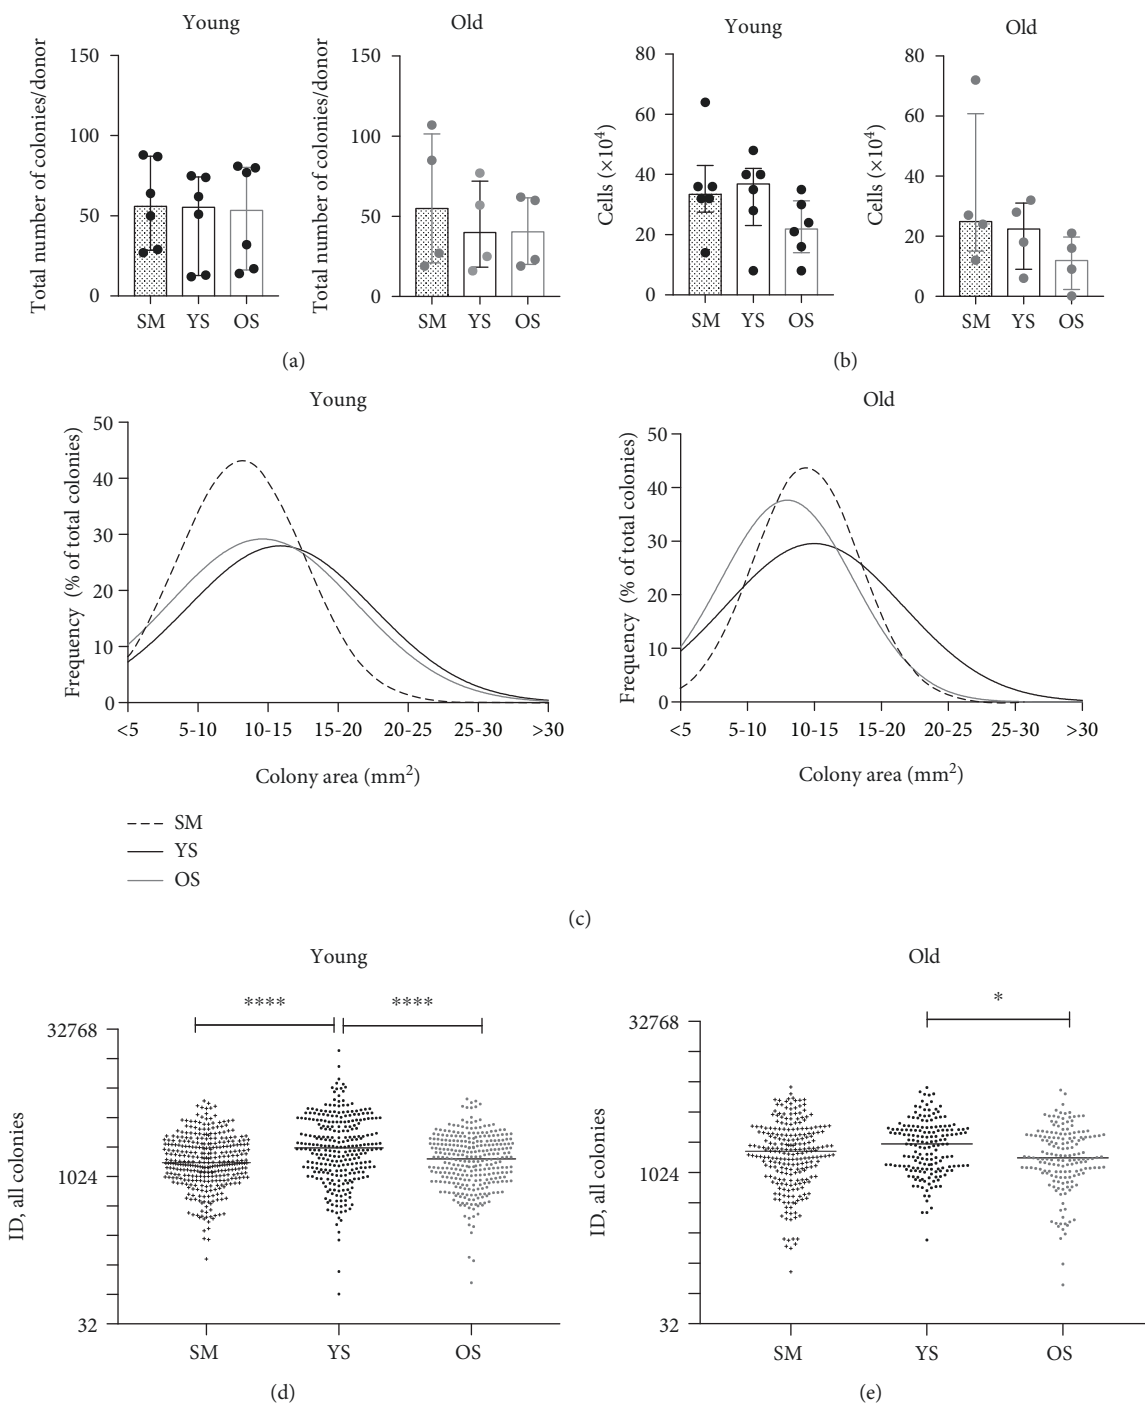 Young
Old
Young
Old
Total number of colonies/donor
150
100
50
0
SM YS OS
Total number of colonies/donor
150
100
50
0
SM YS OS
(a)
Cells (×10⁴)
80
60
40
20
0
SM YS OS
Cells (×10⁴)
80
60
40
20
0
SM YS OS
(b)
Young
Frequency (% of total colonies)
50
40
30
20
10
0
<5 5-10 10-15 15-20 20-25 25-30 >30
Colony area (mm²)
Old
Frequency (% of total colonies)
50
40
30
20
10
0
<5 5-10 10-15 15-20 20-25 25-30 >30
Colony area (mm²)
SM
YS
OS
(c)
Young
**** ****
ID, all colonies
32768
1024
32
SM YS OS
(d)
Old
*
ID, all colonies
32768
1024
32
SM YS OS
(e)